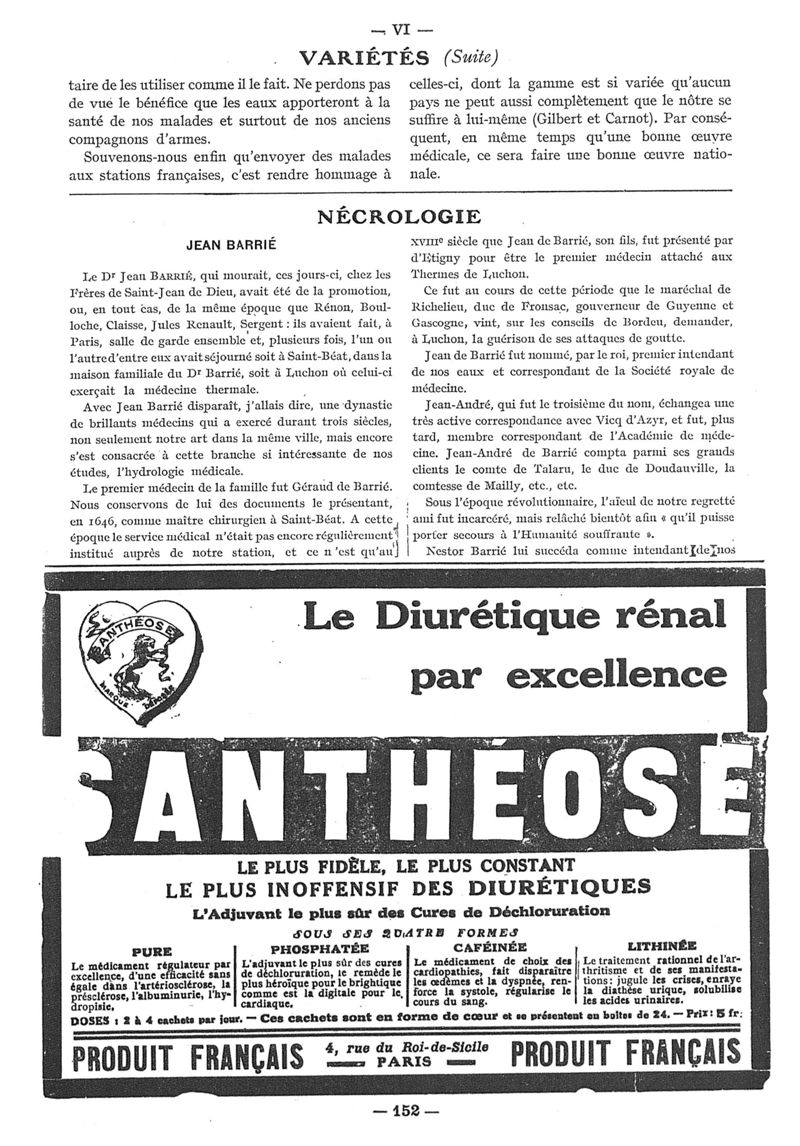 — VI —
VARIÉTÉS (Suite)
taire de les utiliser comme il le fait. Ne perdons pas
de vue le bénéfice que les eaux apporteront à la
santé de nos malades et surtout de nos anciens
compagnons d'armes.
Souvenons-nous enfin qu'envoyer des malades
aux stations françaises, c'est rendre hommage à
celles-ci, dont la gamme est si variée qu'aucun
pays ne peut aussi complètement que le nôtre se
suffire à lui-même (Gilbert et Carnot). Par consé-
quent, en même temps qu'une bonne œuvre
médicale, ce sera faire une bonne œuvre natio-
nale.
NÉCROLOGIE
JEAN BARRIÉ
Le Dr Jean BARRIÉ, qui mourait, ces jours-ci, chez les
Frères de Saint-Jean de Dieu, avait été de la promotion,
ou, en tout cas, de la même époque que Rénon, Boul-
loche, Claisse, Jules Renault, Sergent : ils avaient fait, à
Paris, salle de garde ensemble et, plusieurs fois, l'un ou
l'autre d'entre eux avait séjourné soit à Saint-Béat, dans la
maison familiale du Dr Barrié, soit à Luchon où celui-ci
exerçait la médecine thermale.
Avec Jean Barrié disparaît, j'allais dire, une dynastie
de brillants médecins qui a exercé durant trois siècles,
non seulement notre art dans la même ville, mais encore
s'est consacrée à cette branche si intéressante de nos
études, l'hydrologie médicale.
Le premier médecin de la famille fut Géraud de Barrié.
Nous conservons de lui des documents le présentant,
en 1646, comme maître chirurgien à Saint-Béat. A cette
époque le service médical n'était pas encore régulièrement
institué auprès de notre station, et ce n'est qu'au
XVIIIe siècle que Jean de Barrié, son fils, fut présenté par
d'Etigny pour être le premier médecin attaché aux
Thermes de Luchon.
Ce fut au cours de cette période que le maréchal de
Richelieu, duc de Fronsac, gouverneur de Guyenne et
Gascogne, vint, sur les conseils de Bordeu, demander,
à Luchon, la guérison de ses attaques de goutte.
Jean de Barrié fut nommé, par le roi, premier intendant
de nos eaux et correspondant de la Société royale de
médecine.
Jean-André, qui fut le troisième du nom, échangea une
très active correspondance avec Vicq d'Azyr, et fut, plus
tard, membre correspondant de l'Académie de méde-
cine. Jean-André de Barrié compta parmi ses grands
clients le comte de Talaru, le duc de Doudauville, la
comtesse de Mailly, etc., etc.
Sous l'époque révolutionnaire, l'aïeul de notre regretté
ami fut incarcéré, mais relâché bientôt afin « qu'il puisse
porter secours à l'Humanité souffrante ».
Nestor Barrié lui succéda comme intendant de nos
SANTHÉOSE
MARQUE DÉPOSÉE
Le Diurétique rénal
par excellence
SANTHÉOSE
LE PLUS FIDÈLE, LE PLUS CONSTANT
LE PLUS INOFFENSIF DES DIURÉTIQUES
L'Adjuvant le plus sûr des Cures de Déchloruration
SOUS SES QUATRE FORMES
PURE
Le médicament régulateur par
excellence, d'une efficacité sans
égale dans l'artériosclérose, la
présclérose, l'albuminurie, l'hy-
dropisie.
PHOSPHATÉE
L'adjuvant le plus sûr des cures
de déchloruration, le remède le
plus héroïque pour le brightique
comme est la digitale pour le
cardiaque.
CAFÉINÉE
Le médicament de choix des
cardiopathies, fait disparaître
les œdèmes et la dyspnée, ren-
force la systole, régularise le
cours du sang.
LITHINÉE
Le traitement rationnel de l'ar-
thritisme et de ses manifesta-
tions : jugule les crises, enraye
la diathèse urique, solubilise
les acides urinaires.
DOSES : 2 à 4 cachets par jour. — Ces cachets sont en forme de cœur et se présentent en boîtes de 24. — Prix : 5 fr.
PRODUIT FRANÇAIS
4, rue du Roi-de-Sicile
— PARIS —
PRODUIT FRANÇAIS
— 152 —